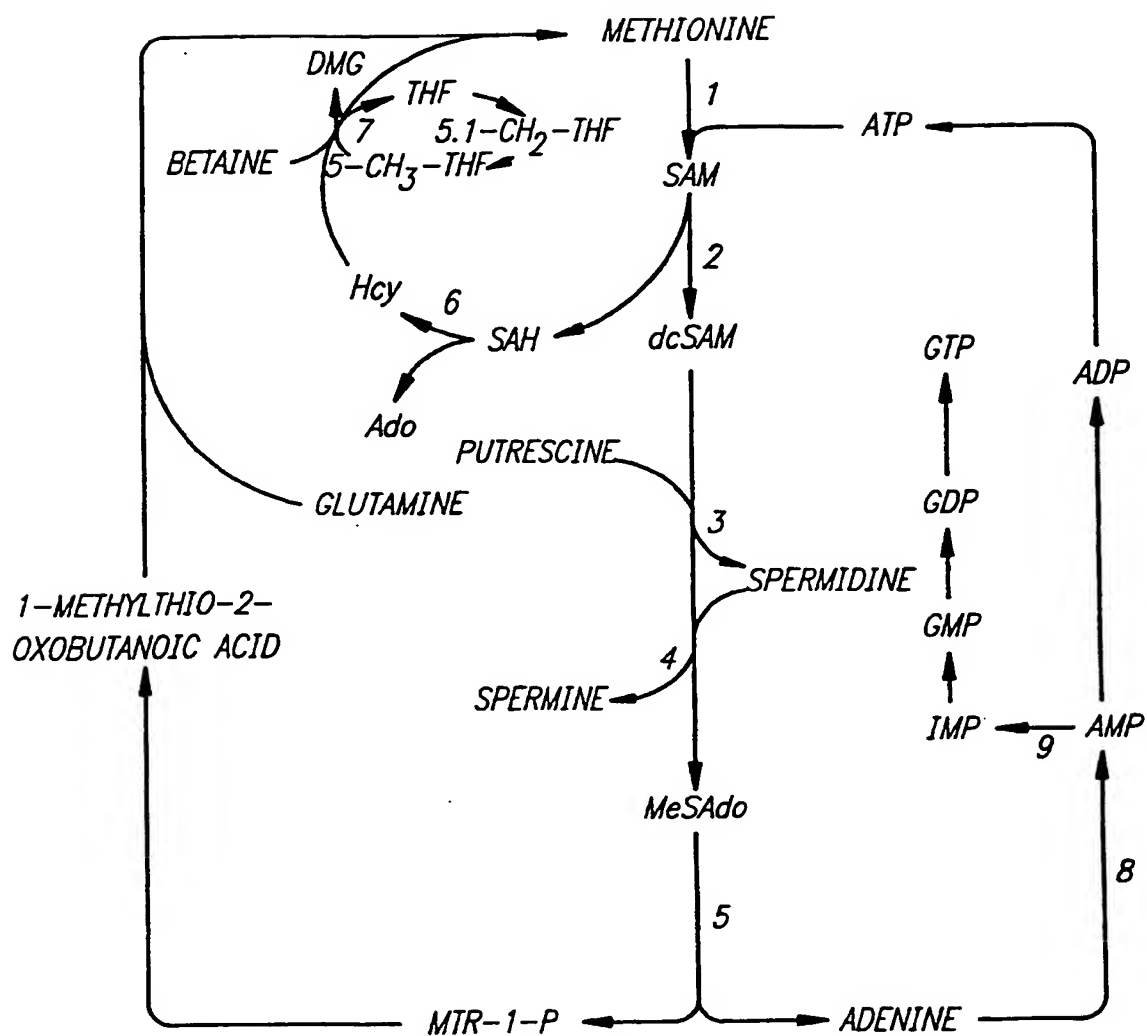 METHIONINE
DMG
THF
1
7
5.1-CH2-THF
ATP
BETAINE
5-CH3-THF
SAM
2
Hcy
6
SAH
dcSAM
GTP
ADP
Ado
PUTRESCINE
GLUTAMINE
GDP
3
SPERMIDINE
1-METHYLTHIO-2-
OXOBUTANOIC ACID
GMP
4
SPERMINE
IMP
9
AMP
MeSAdo
8
5
MTR-1-P
ADENINE